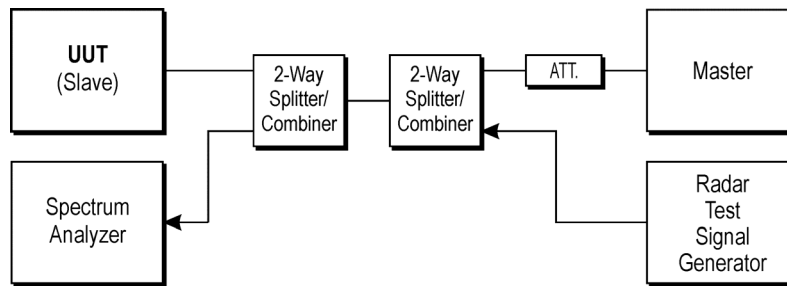 UUT
(Slave)
2-Way
Splitter/
Combiner
2-Way
Splitter/
Combiner
ATT.
Master
Spectrum
Analyzer
Radar
Test
Signal
Generator